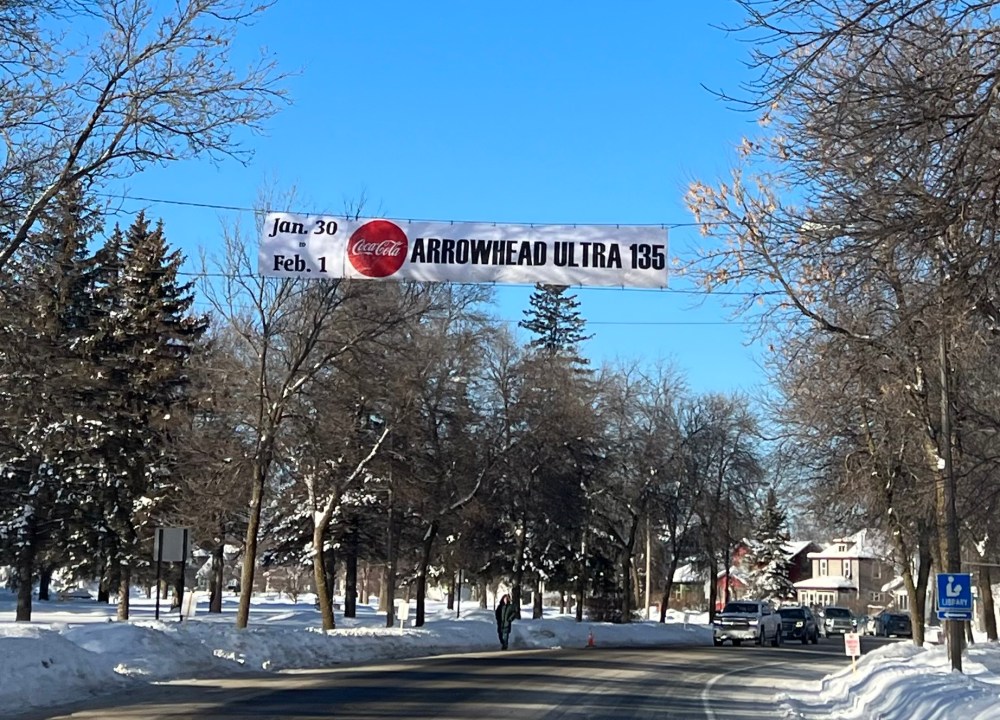 Jan. 30
TO
Feb. 1
Coca-Cola
ARROWHEAD ULTRA 135
LIBRARY